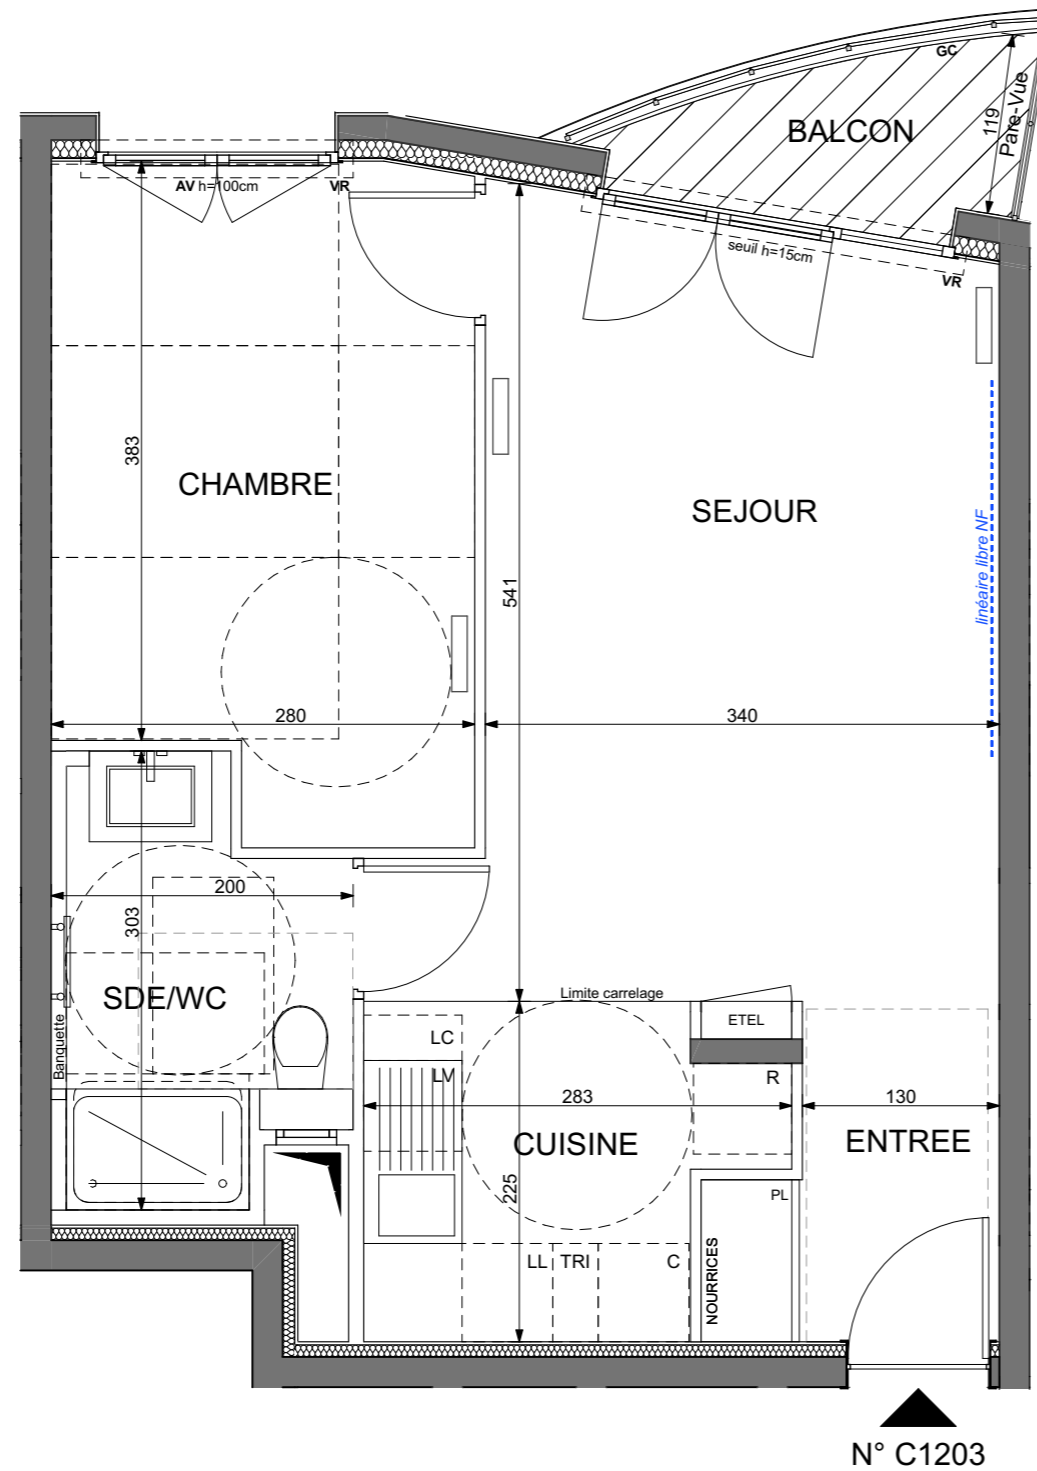 GC
BALCON
119
Pare-Vue
AV h=100cm
VR
seuil h=15cm
VR
383
CHAMBRE
SEJOUR
541
linéaire libre NF
280
340
200
303
SDE/WC
Banquette
Limite carrelage
ETEL
LC
LV
R
283
130
CUISINE
ENTREE
225
PL
NOURRICES
LL
TRI
C
N° C1203